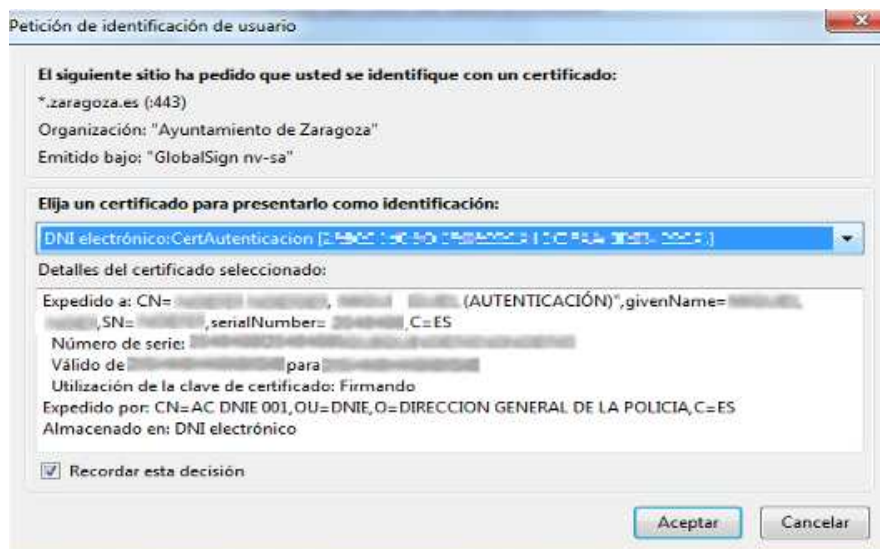 Petición de identificación de usuario
El siguiente sitio ha pedido que usted se identifique con un certificado:
*.zaragoza.es (:443)
Organización: "Ayuntamiento de Zaragoza"
Emitido bajo: "GlobalSign nv-sa"
Elija un certificado para presentarlo como identificación:
DNI electrónico:CertAutenticacion [
Detalles del certificado seleccionado:
Expedido a: CN= , (AUTENTICACIÓN)",givenName=
,SN= ,serialNumber= ,C=ES
Número de serie:
Válido de para
Utilización de la clave de certificado: Firmando
Expedido por: CN=AC DNIE 001,OU=DNIE,O=DIRECCION GENERAL DE LA POLICIA,C=ES
Almacenado en: DNI electrónico
Recordar esta decisión
Aceptar Cancelar